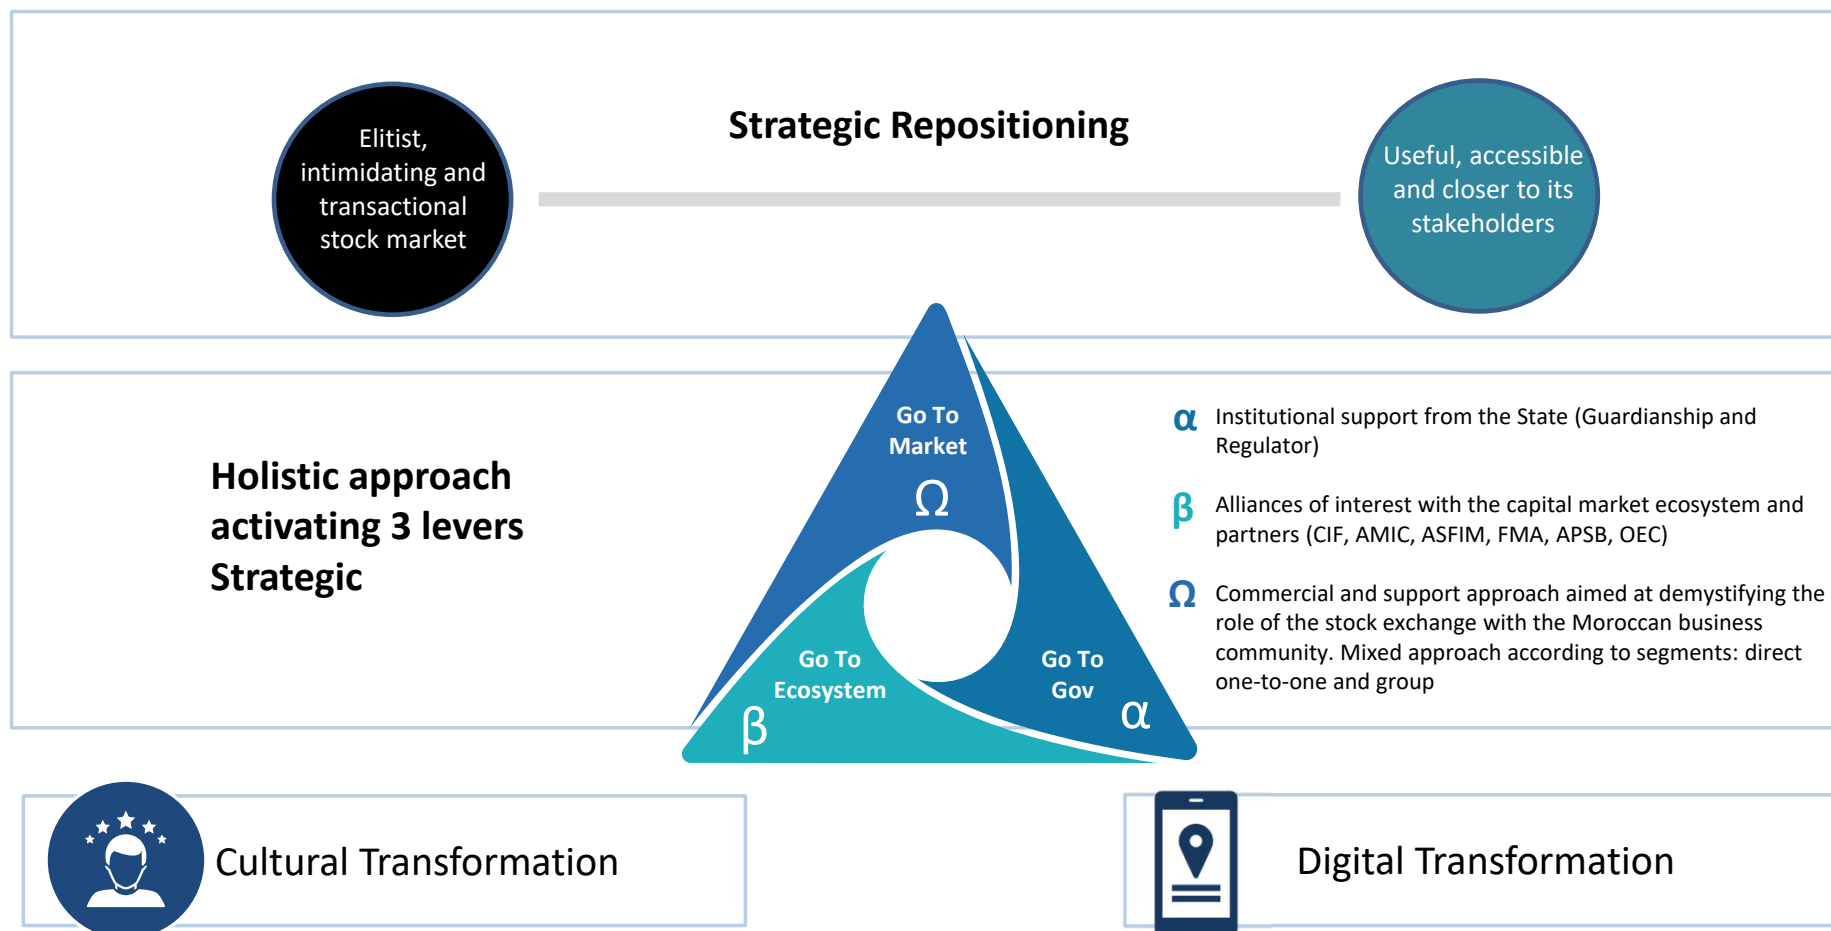 Strategic Repositioning
Elitist,
intimidating and
transactional
stock market
Useful, accessible
and closer to its
stakeholders
Holistic approach
activating 3 levers
Strategic
Go To
Market
Ω
Go To
Ecosystem
β
Go To
Gov
α
α Institutional support from the State (Guardianship and
Regulator)
β Alliances of interest with the capital market ecosystem and
partners (CIF, AMIC, ASFIM, FMA, APSB, OEC)
Ω Commercial and support approach aimed at demystifying the
role of the stock exchange with the Moroccan business
community. Mixed approach according to segments: direct
one-to-one and group
Cultural Transformation
Digital Transformation